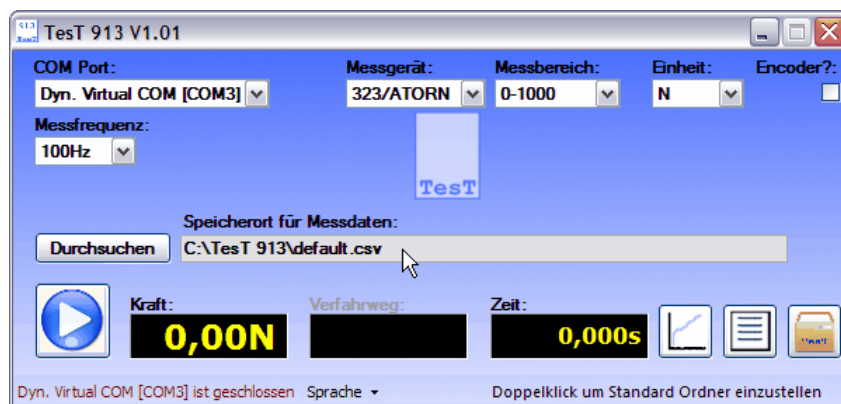 TesT 913 V1.01
COM Port: Messgerät: Messbereich: Einheit: Encoder?:
Dyn. Virtual COM [COM3] 323/ATORN 0-1000 N
Messfrequenz:
100Hz
TesT
Speicherort für Messdaten:
Durchsuchen C:\TesT 913\default.csv
Kraft: Verfahrweg: Zeit:
0,00N 0,000s
TesT
Dyn. Virtual COM [COM3] ist geschlossen Sprache Doppelklick um Standard Ordner einzustellen